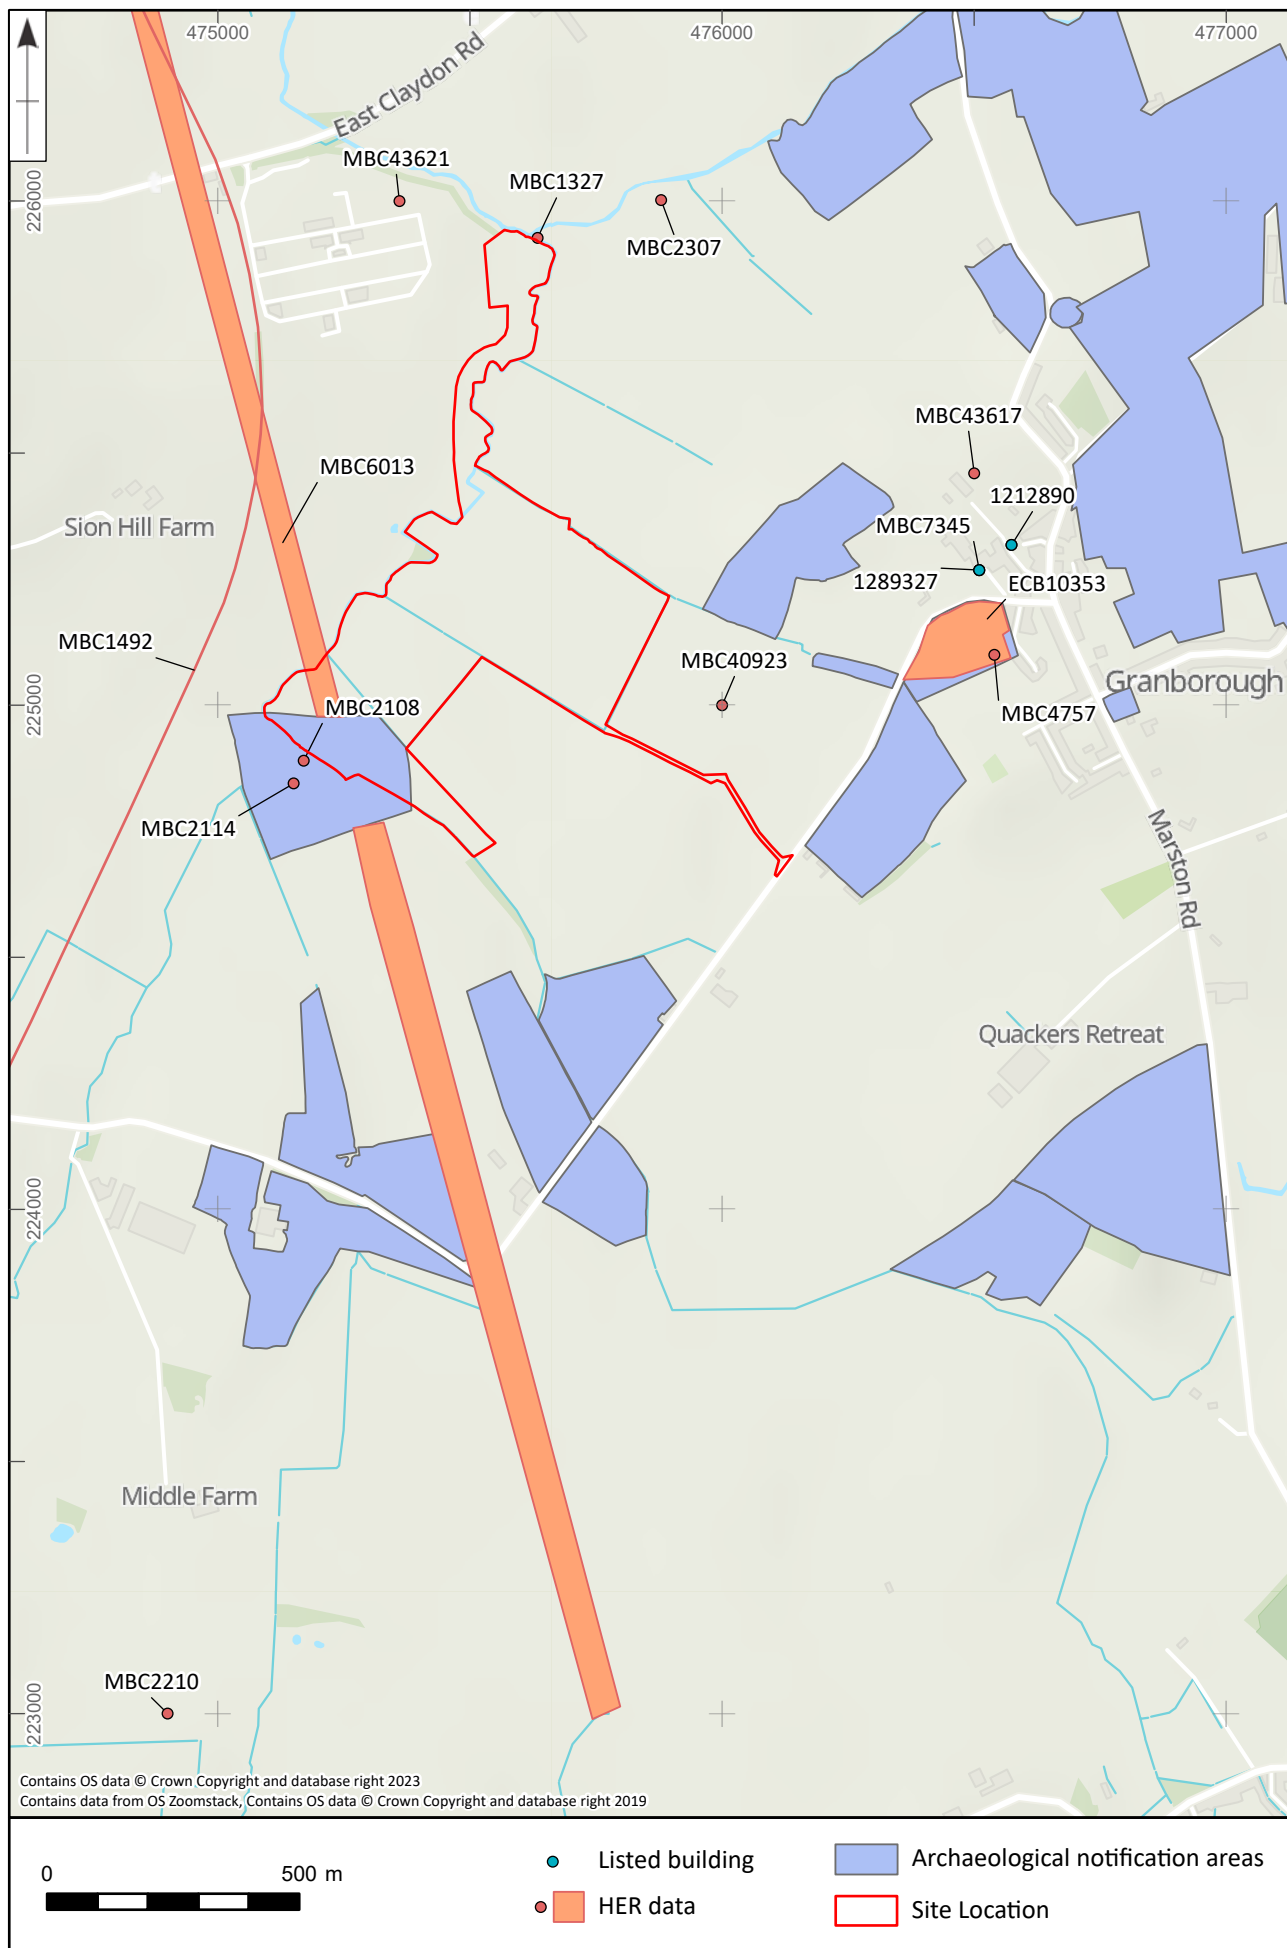 475000
476000
477000
East Claydon Rd
MBC43621
MBC1327
226000
MBC2307
MBC43617
MBC6013
1212890
Sion Hill Farm
MBC7345
1289327
ECB10353
MBC1492
MBC40923
225000
MBC2108
Granborough
MBC4757
MBC2114
Marston Rd
Quackers Retreat
224000
Middle Farm
MBC2210
223000
Contains OS data © Crown Copyright and database right 2023
Contains data from OS Zoomstack, Contains OS data © Crown Copyright and database right 2019
0 500 m
Listed building
HER data
Archaeological notification areas
Site Location